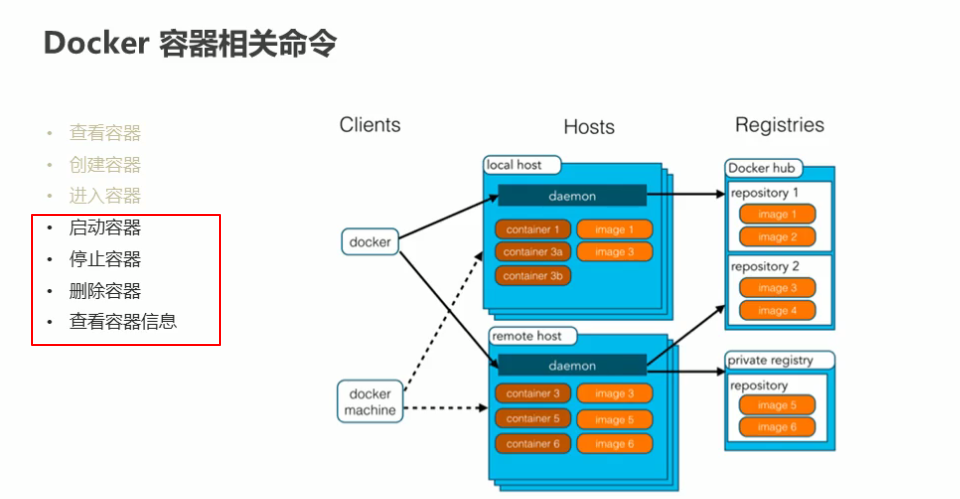 Docker 容器相关命令
• 查看容器
• 创建容器
• 进入容器
• 启动容器
• 停止容器
• 删除容器
• 查看容器信息
Clients
Hosts
Registries
docker
docker
machine
local host
daemon
container 1
image 1
container 3a
image 3
container 3b
remote host
daemon
container 3
image 3
container 5
image 5
container 6
image 6
Docker hub
repository 1
image 1
image 2
repository 2
image 3
image 4
private registry
repository
image 5
image 6